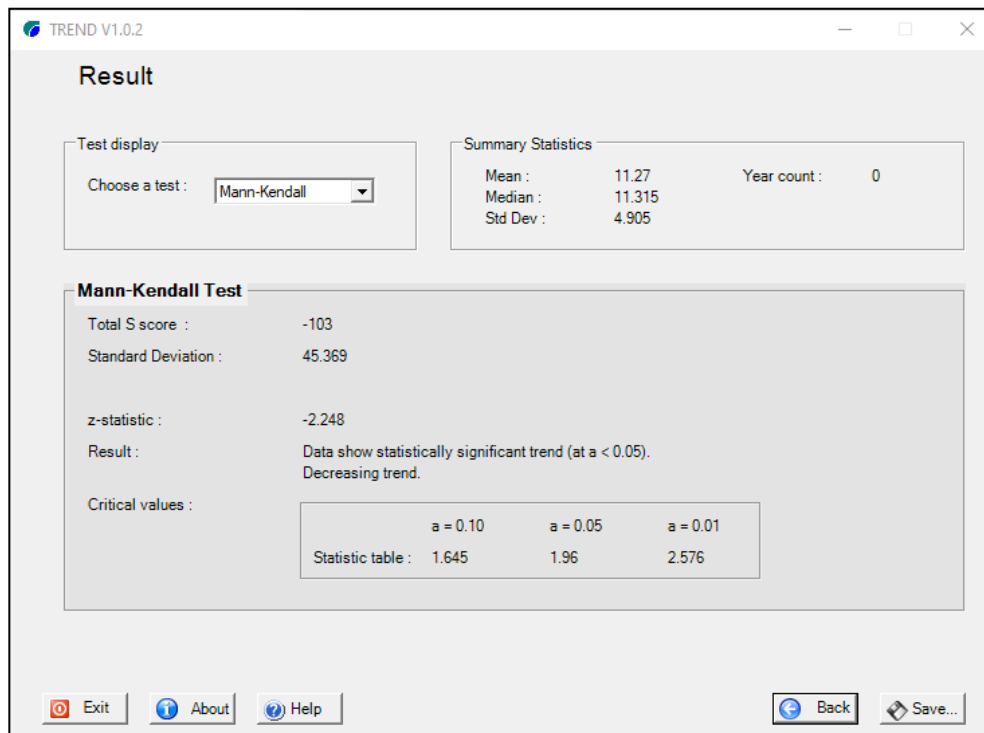 TREND V1.0.2
Result
Test display
Choose a test : Mann-Kendall
Summary Statistics
Mean : 11.27 Year count : 0
Median : 11.315
Std Dev : 4.905
Mann-Kendall Test
Total S score : -103
Standard Deviation : 45.369
z-statistic : -2.248
Result : Data show statistically significant trend (at a < 0.05).
Decreasing trend.
Critical values :
a = 0.10 a = 0.05 a = 0.01
Statistic table : 1.645 1.96 2.576
Exit About Help Back Save...